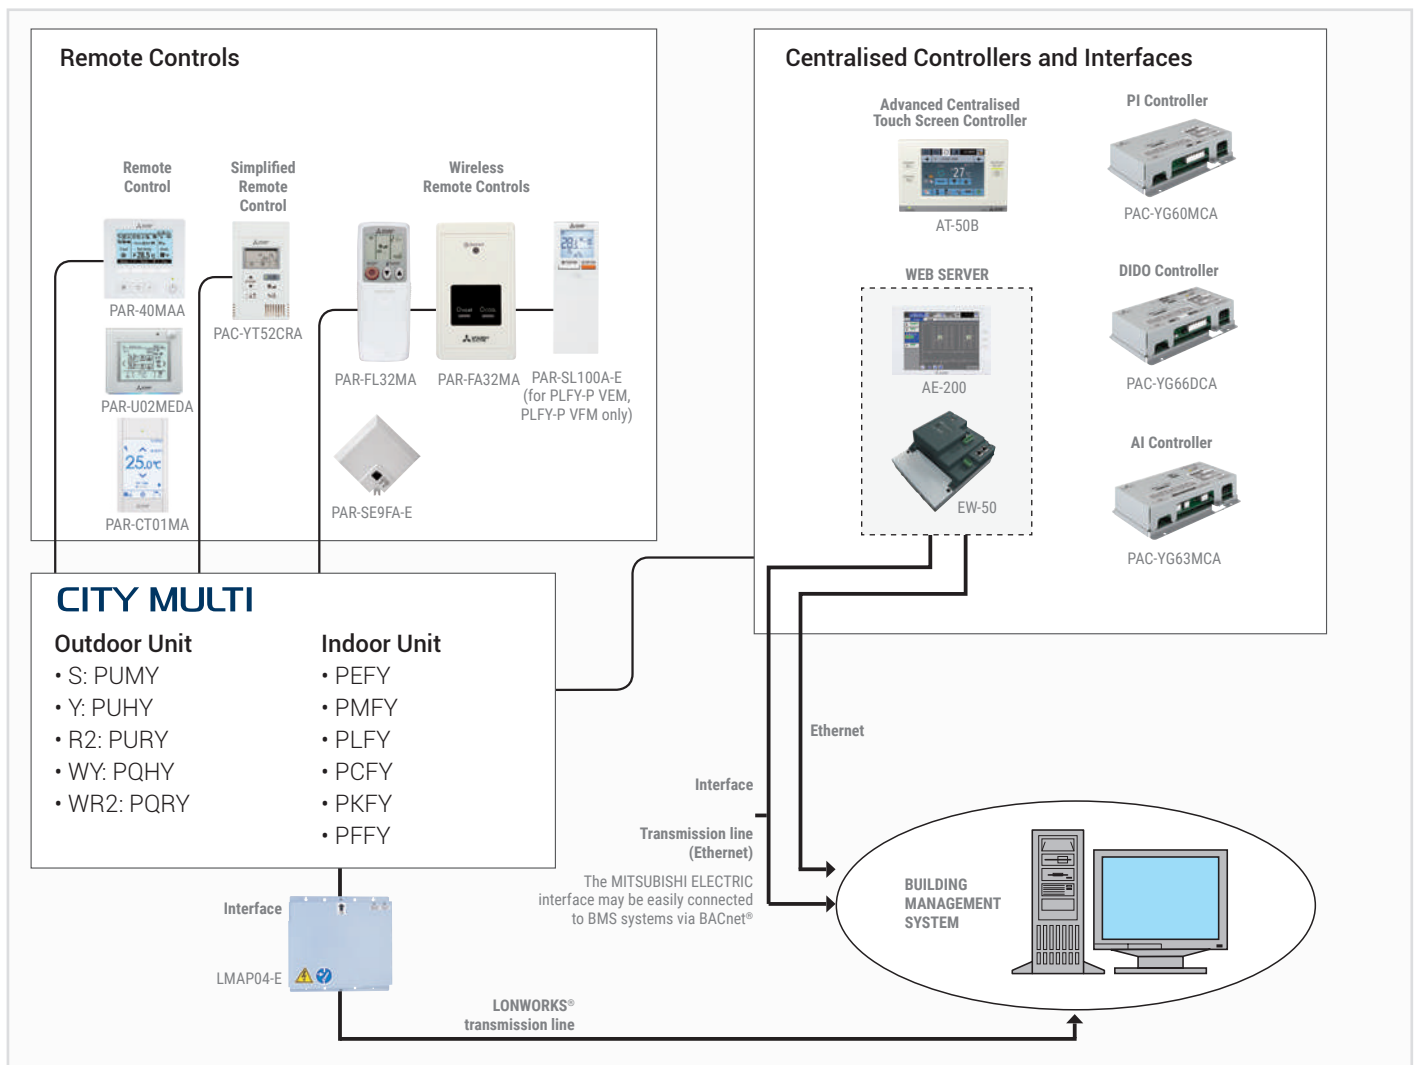 Remote Controls
Remote
Control
Simplified
Remote
Control
Wireless
Remote Controls
PAR-40MAA
PAC-YT52CRA
PAR-U02MEDA
PAR-CT01MA
PAR-FL32MA
PAR-FA32MA
PAR-SL100A-E
(for PLFY-P VEM,
PLFY-P VFM only)
PAR-SE9FA-E
Centralised Controllers and Interfaces
Advanced Centralised
Touch Screen Controller
AT-50B
WEB SERVER
AE-200
EW-50
PI Controller
PAC-YG60MCA
DIDO Controller
PAC-YG66DCA
AI Controller
PAC-YG63MCA
CITY MULTI
Outdoor Unit
• S: PUMY
• Y: PUHY
• R2: PURY
• WY: PQHY
• WR2: PQRY
Indoor Unit
• PEFY
• PMFY
• PLFY
• PCFY
• PKFY
• PFFY
Ethernet
Interface
Transmission line
(Ethernet)
The MITSUBISHI ELECTRIC
interface may be easily connected
to BMS systems via BACnet®
BUILDING
MANAGEMENT
SYSTEM
Interface
LMAP04-E
LONWORKS®
transmission line